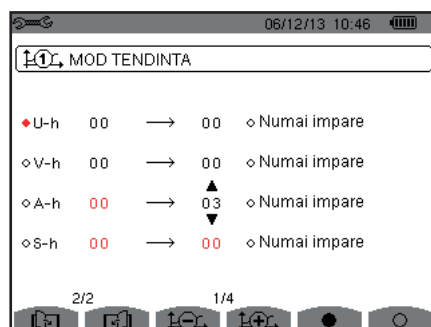 06/12/13 10:46
1 MOD TENDINTA
U-h 00 → 00 Numai impare
V-h 00 → 00 Numai impare
A-h 00 → 03 Numai impare
S-h 00 → 00 Numai impare
2/2 1/4